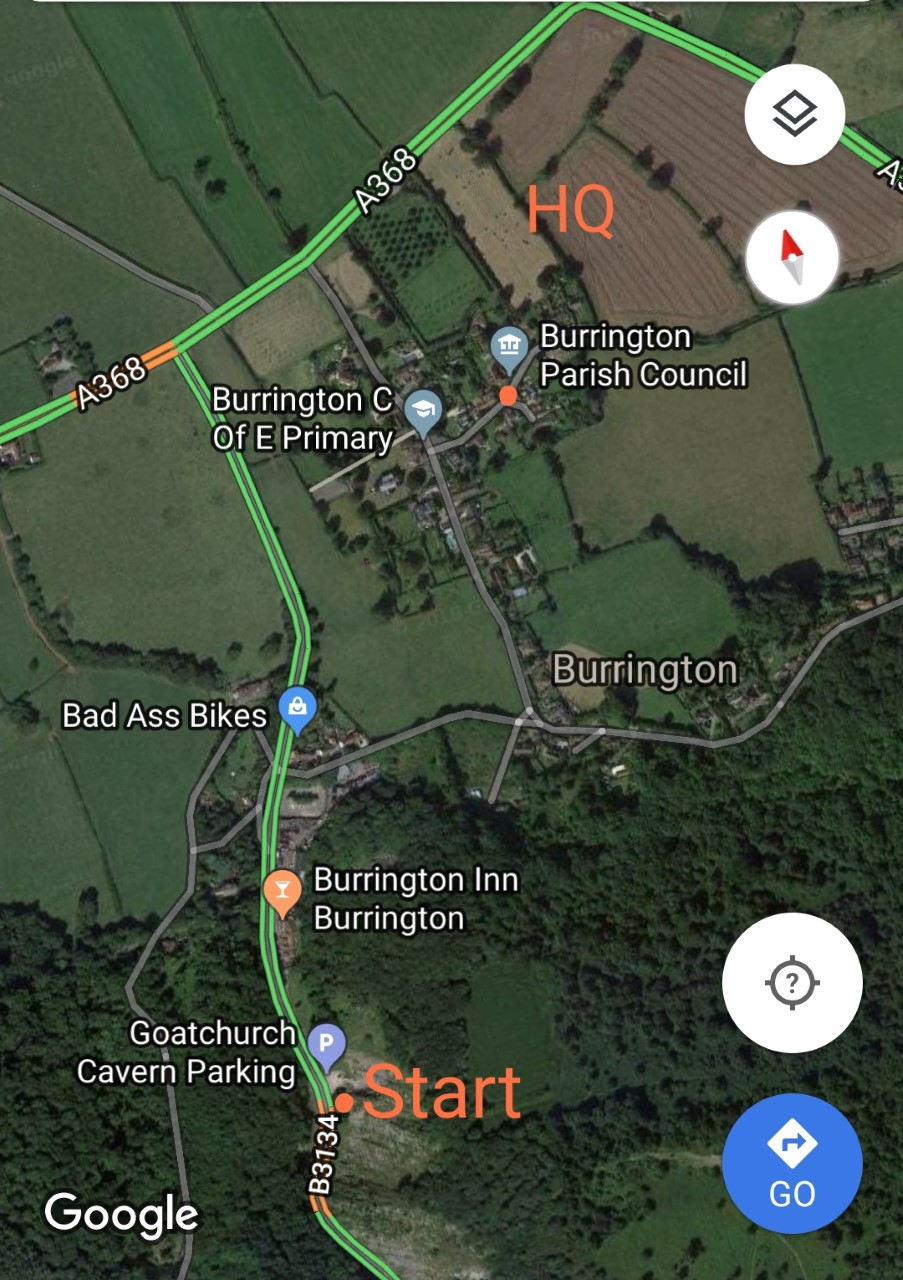 A368
HQ
A3
Burrington
Parish Council
A368
Burrington C
Of E Primary
Burrington
Bad Ass Bikes
Burrington Inn
Burrington
?
Goatchurch
Cavern Parking
P
Start
B3134
GO
Google